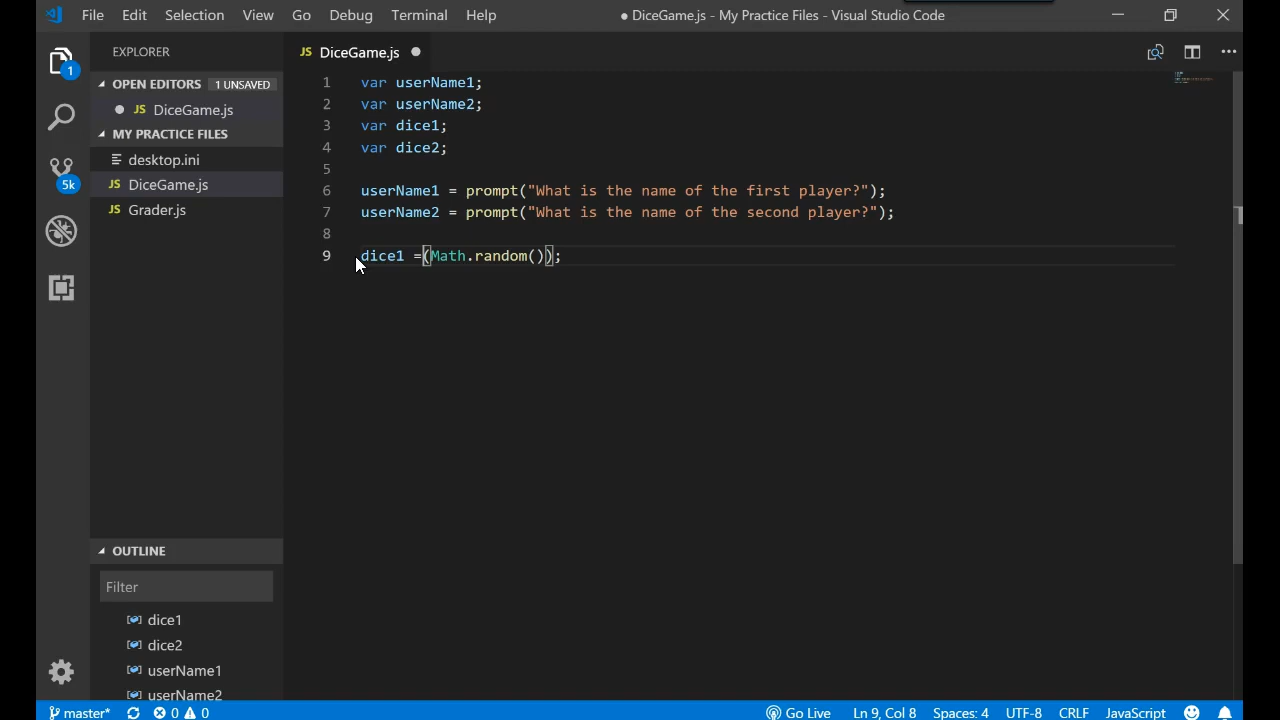 File Edit Selection View Go Debug Terminal Help ● DiceGame.js - My Practice Files - Visual Studio Code
EXPLORER
JS DiceGame.js
OPEN EDITORS 1 UNSAVED
JS DiceGame.js
MY PRACTICE FILES
desktop.ini
JS DiceGame.js
JS Grader.js
1
5k
1 var userName1;
2 var userName2;
3 var dice1;
4 var dice2;
5
6 userName1 = prompt("What is the name of the first player?");
7 userName2 = prompt("What is the name of the second player?");
8
9 dice1 =(Math.random());
OUTLINE
Filter
dice1
dice2
userName1
userName2
master* 0 0 Go Live Ln 9, Col 8 Spaces: 4 UTF-8 CRLF JavaScript